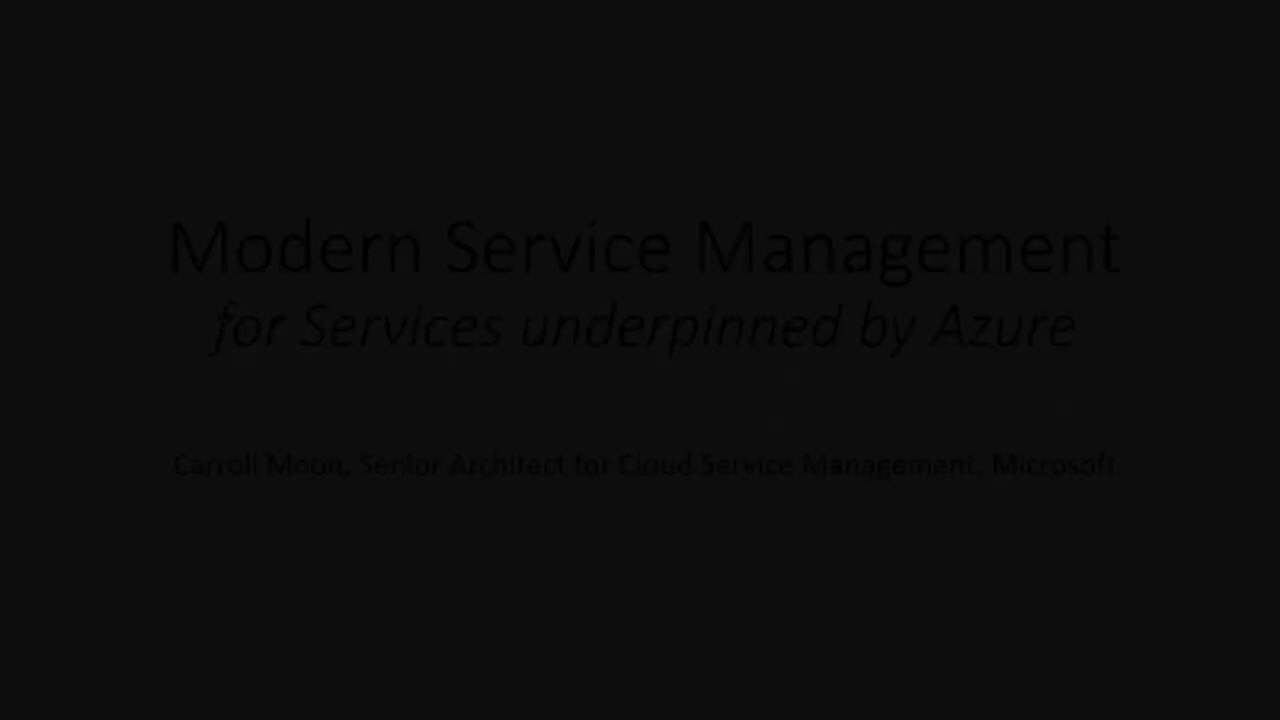 Modern Service Management
for Services underpinned by Azure
Carroll Moon, Senior Architect for Cloud Service Management, Microsoft